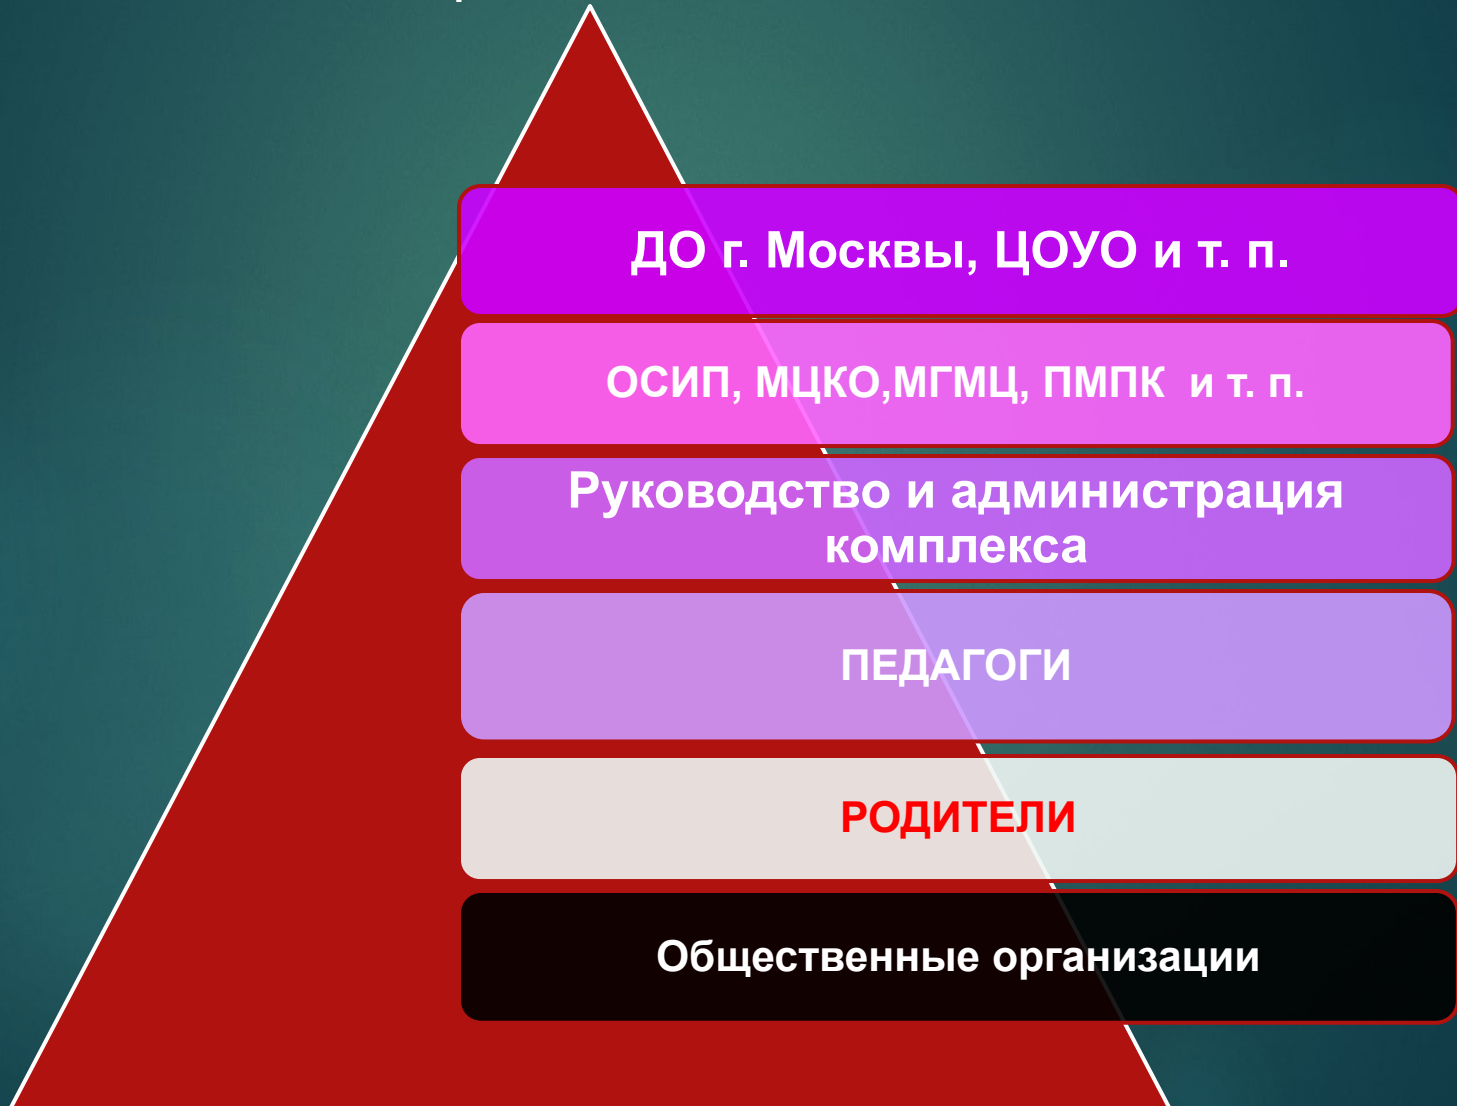 ДО г. Москвы, ЦОУО и т. п.
ОСИП, МЦКО,МГМЦ, ПМПК  и т. п.
Руководство и администрация
комплекса
ПЕДАГОГИ
РОДИТЕЛИ
Общественные организации